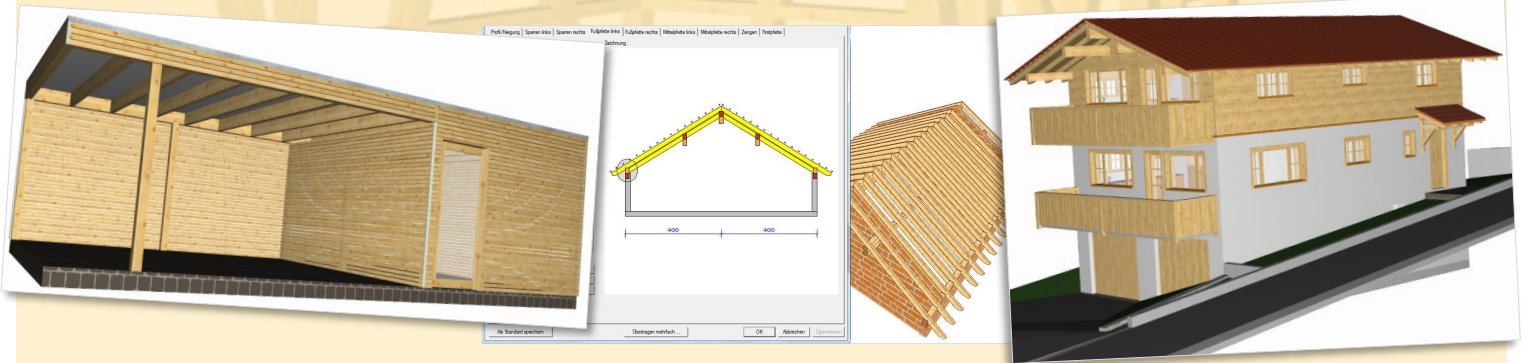 Profil/Neigung Sparren links Sparren rechts Fußpfette links Fußpfette rechts Mittelpfette links Mittelpfette rechts Zangen Firstpfette
Zeichnung
400 400
Als Standard speichern Übertragen mehrfach ... OK Abbrechen Übernehmen